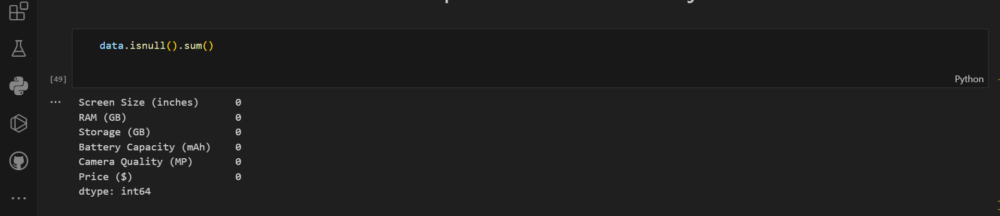 data.isnull().sum()
[49]
Python
Screen Size (inches) 0
RAM (GB) 0
Storage (GB) 0
Battery Capacity (mAh) 0
Camera Quality (MP) 0
Price ($) 0
dtype: int64